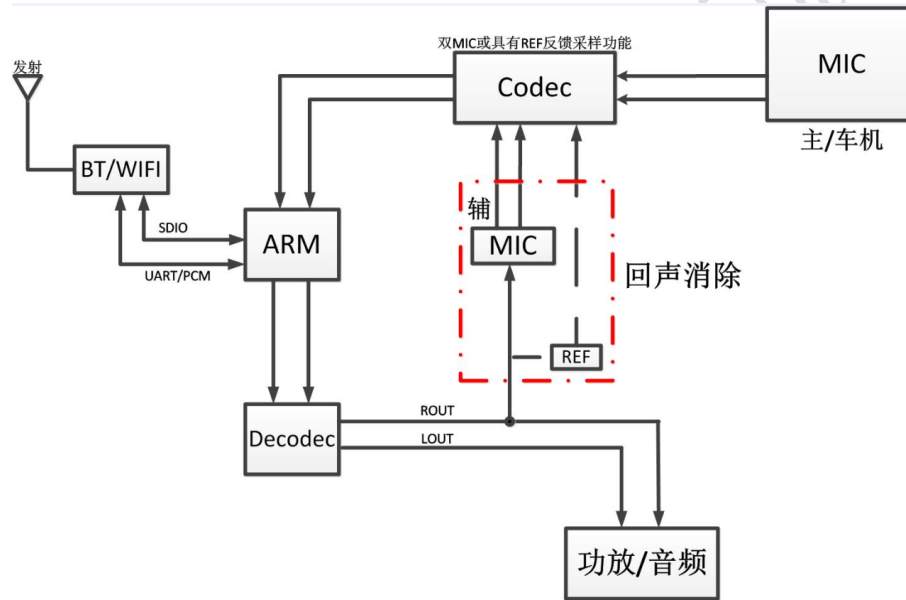 双MIC或具有REF反馈采样功能
Codec
MIC
主/车机
发射
BT/WIFI
SDIO
UART/PCM
ARM
辅
MIC
回声消除
REF
Decodec
ROUT
LOUT
功放/音频